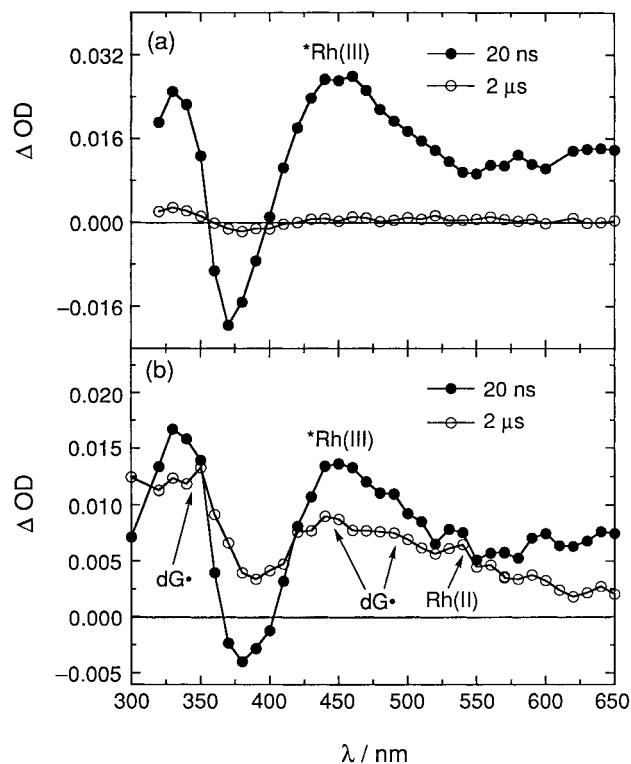 (a)
*Rh(III)
20 ns
2 μs
0.032
0.016
0.000
−0.016
Δ OD
(b)
*Rh(III)
20 ns
2 μs
0.020
0.015
0.010
0.005
0.000
−0.005
Δ OD
dG•
dG•
Rh(II)
300 350 400 450 500 550 600 650
λ / nm